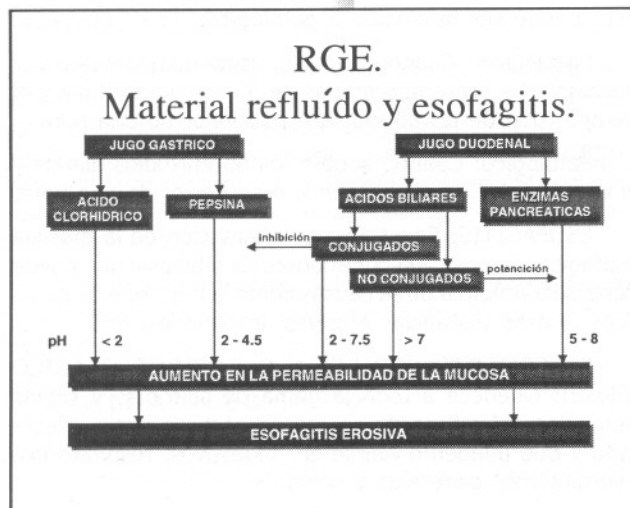 RGE.
Material refluído y esofagitis.
JUGO GASTRICO JUGO DUODENAL
ACIDO CLORHIDRICO PEPSINA ACIDOS BILIARES ENZIMAS PANCREATICAS
inhibición CONJUGADOS
NO CONJUGADOS potencición
pH < 2 2 - 4.5 2 - 7.5 > 7 5 - 8
AUMENTO EN LA PERMEABILIDAD DE LA MUCOSA
ESOFAGITIS EROSIVA